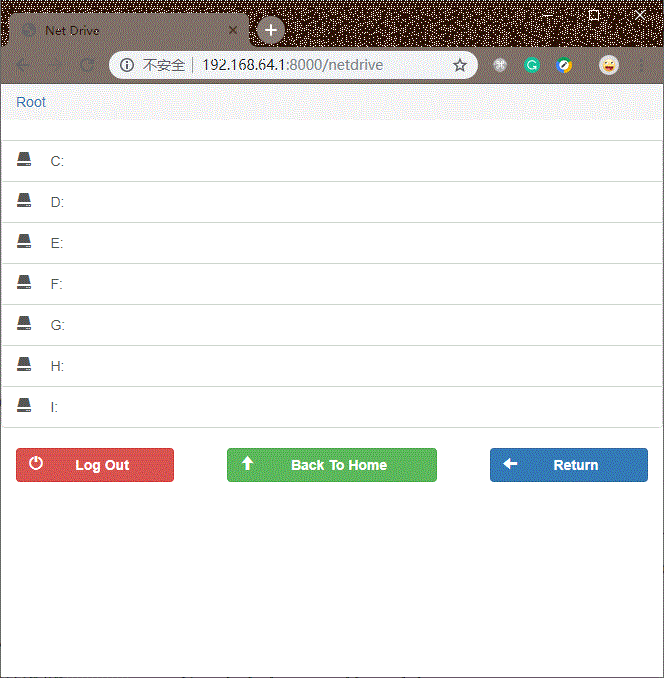 Net Drive
不安全 192.168.64.1:8000/netdrive
Root
C:
D:
E:
F:
G:
H:
I:
Log Out
Back To Home
Return